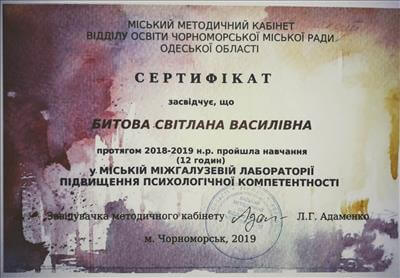 МІСЬКИЙ МЕТОДИЧНИЙ КАБІНЕТ
ВІДДІЛУ ОСВІТИ ЧОРНОМОРСЬКОЇ МІСЬКОЇ РАДИ
ОДЕСЬКОЇ ОБЛАСТІ
СЕРТИФІКАТ
засвідчує, що
БИТОВА СВІТЛАНА ВАСИЛІВНА
протягом 2018-2019 н.р. пройшла навчання
(12 годин)
у МІСЬКІЙ МІЖГАЛУЗЕВІЙ ЛАБОРАТОРІЇ
ПІДВИЩЕННЯ ПСИХОЛОГІЧНОЇ КОМПЕТЕНТНОСТІ
Завідувачка методичного кабінету Л.Г. Адаменко
м. Чорноморськ, 2019